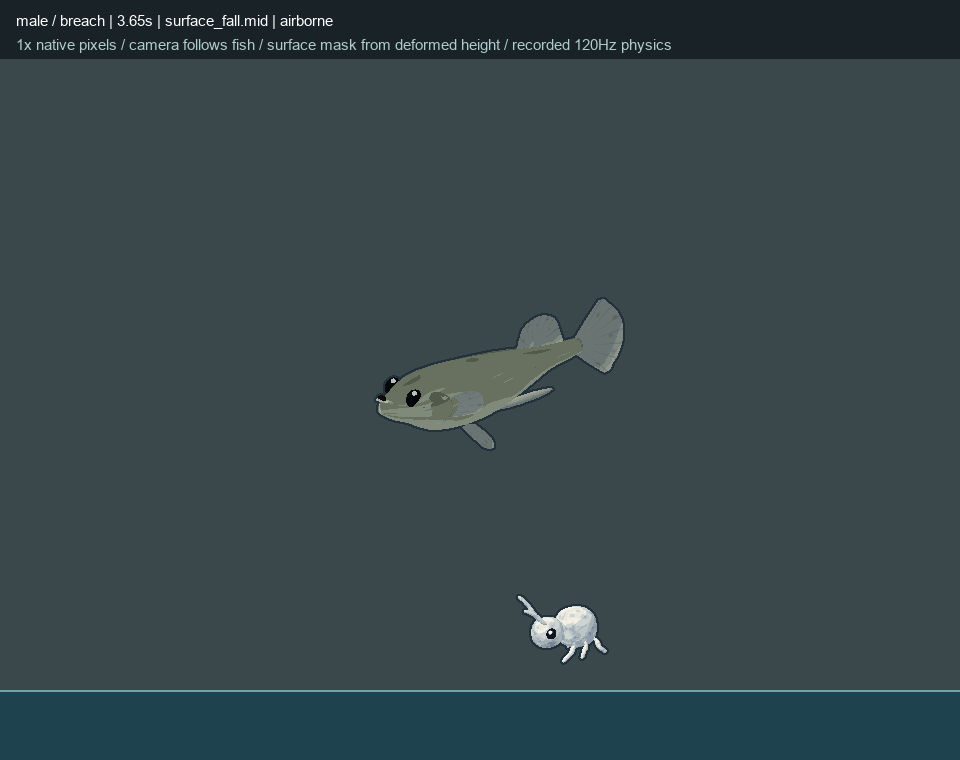 male / breach | 3.65s | surface_fall.mid | airborne
1x native pixels / camera follows fish / surface mask from deformed height / recorded 120Hz physics